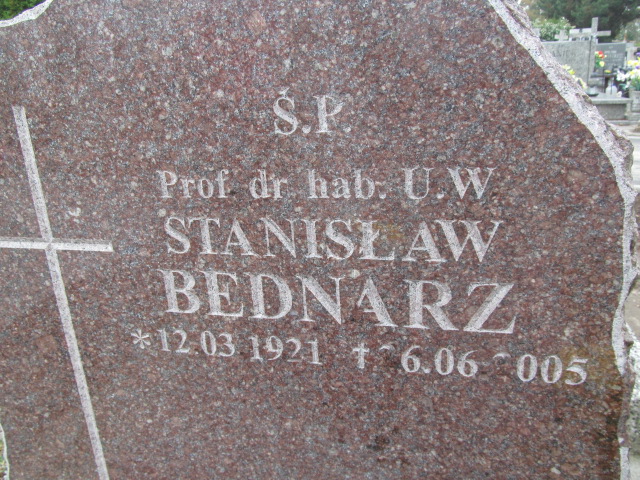 Ś.P.
Prof dr hab. U.W
STANISŁAW
BEDNARZ
*12.03.1921